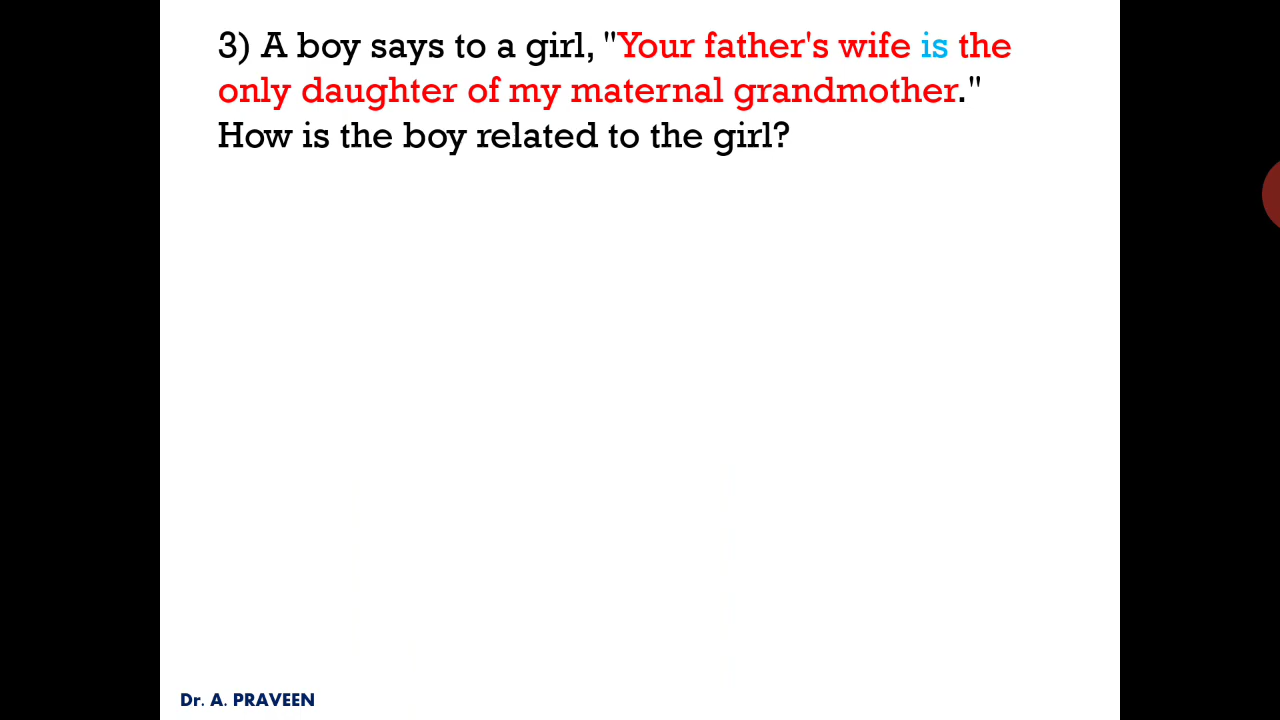 3) A boy says to a girl, "Your father's wife is the
only daughter of my maternal grandmother."
How is the boy related to the girl?
Dr. A. PRAVEEN